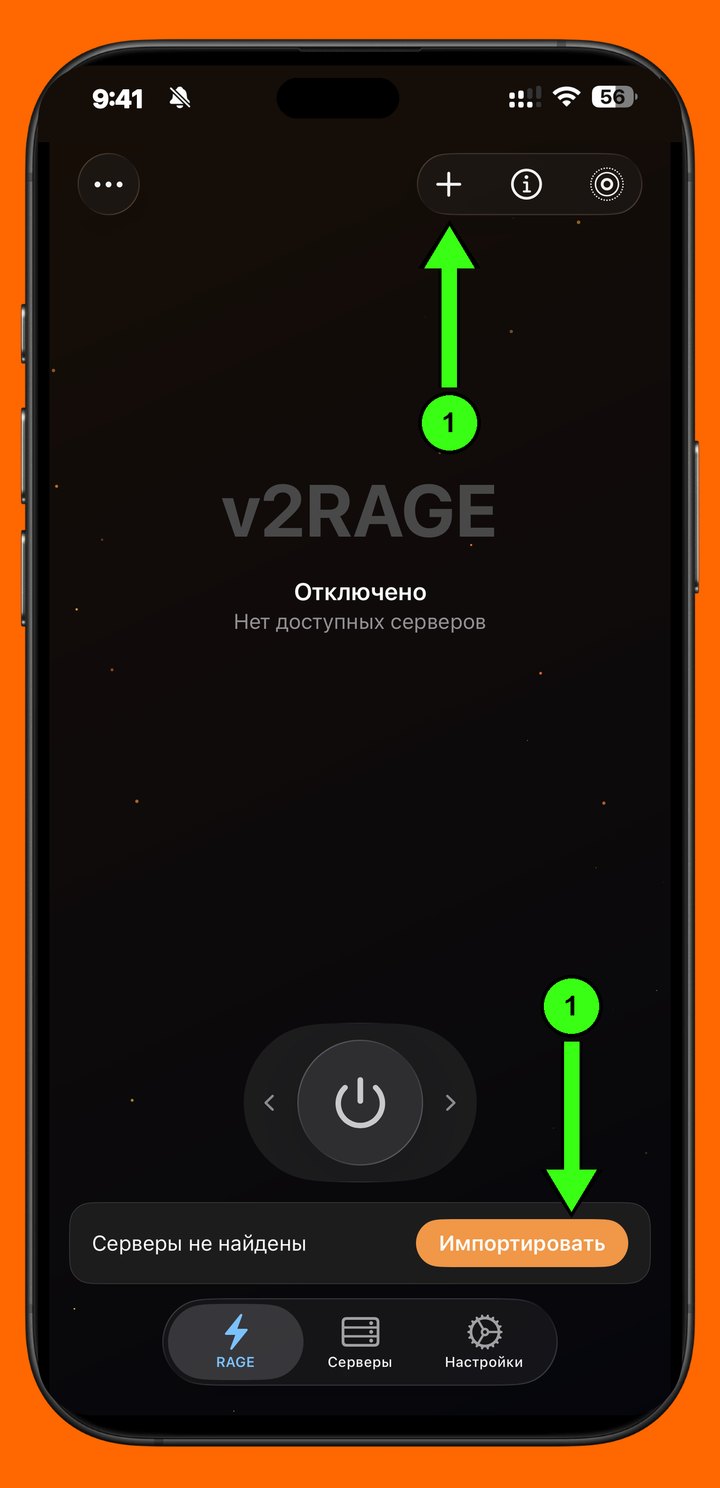 9:41
56
1
v2RAGE
Отключено
Нет доступных серверов
1
Серверы не найдены
Импортировать
RAGE
Серверы
Настройки